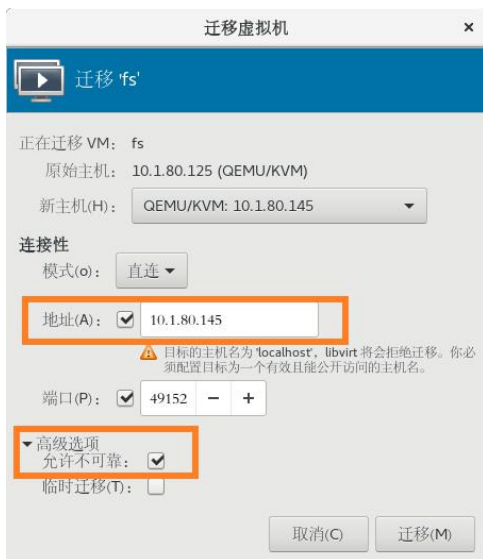 迁移虚拟机 ×
迁移 'fs'
正在迁移 VM: fs
原始主机: 10.1.80.125 (QEMU/KVM)
新主机(H): QEMU/KVM: 10.1.80.145
连接性
模式(o): 直连
地址(A): 10.1.80.145
目标的主机名为 'localhost', libvirt 将会拒绝迁移。你必
须配置目标为一个有效且能公开访问的主机名。
端口(P): 49152 − +
高级选项
允许不可靠:
临时迁移(T):
取消(C) 迁移(M)